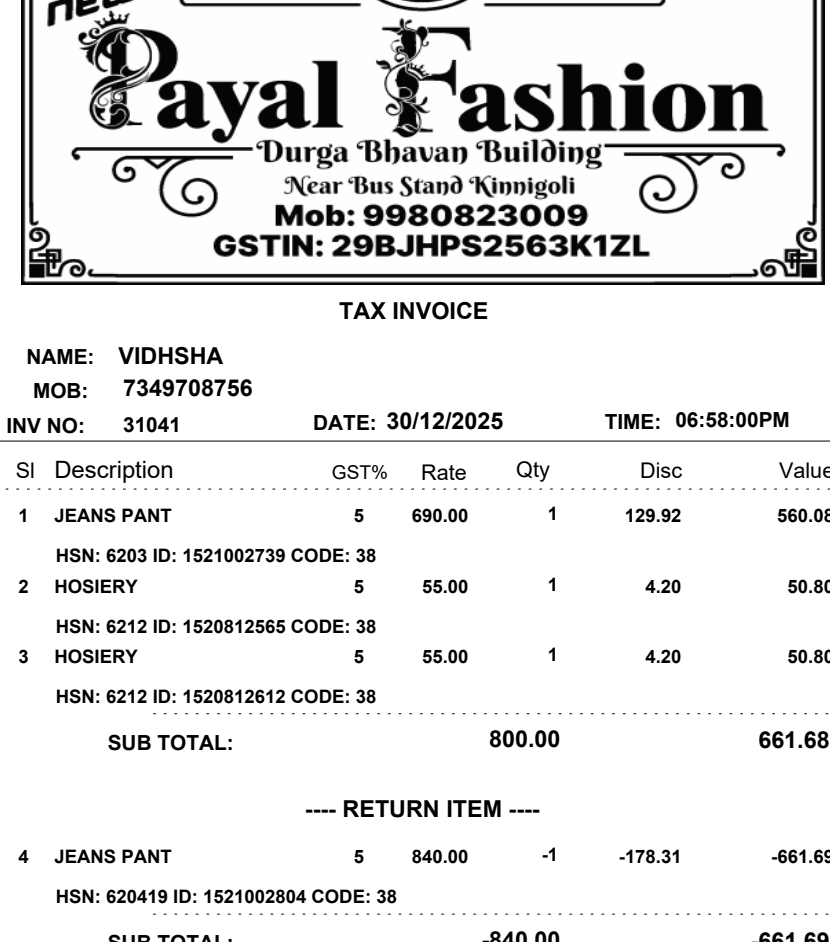 new
Payal Fashion
Durga Bhavan Building
Near Bus Stand Kinnigoli
Mob: 9980823009
GSTIN: 29BJHPS2563K1ZL
TAX INVOICE
NAME: VIDHSHA
MOB: 7349708756
INV NO: 31041 DATE: 30/12/2025 TIME: 06:58:00PM
Sl Description GST% Rate Qty Disc Value
1 JEANS PANT 5 690.00 1 129.92 560.08
HSN: 6203 ID: 1521002739 CODE: 38
2 HOSIERY 5 55.00 1 4.20 50.80
HSN: 6212 ID: 1520812565 CODE: 38
3 HOSIERY 5 55.00 1 4.20 50.80
HSN: 6212 ID: 1520812612 CODE: 38
SUB TOTAL: 800.00 661.68
---- RETURN ITEM ----
4 JEANS PANT 5 840.00 -1 -178.31 -661.69
HSN: 620419 ID: 1521002804 CODE: 38
SUB TOTAL: -840.00 -661.69